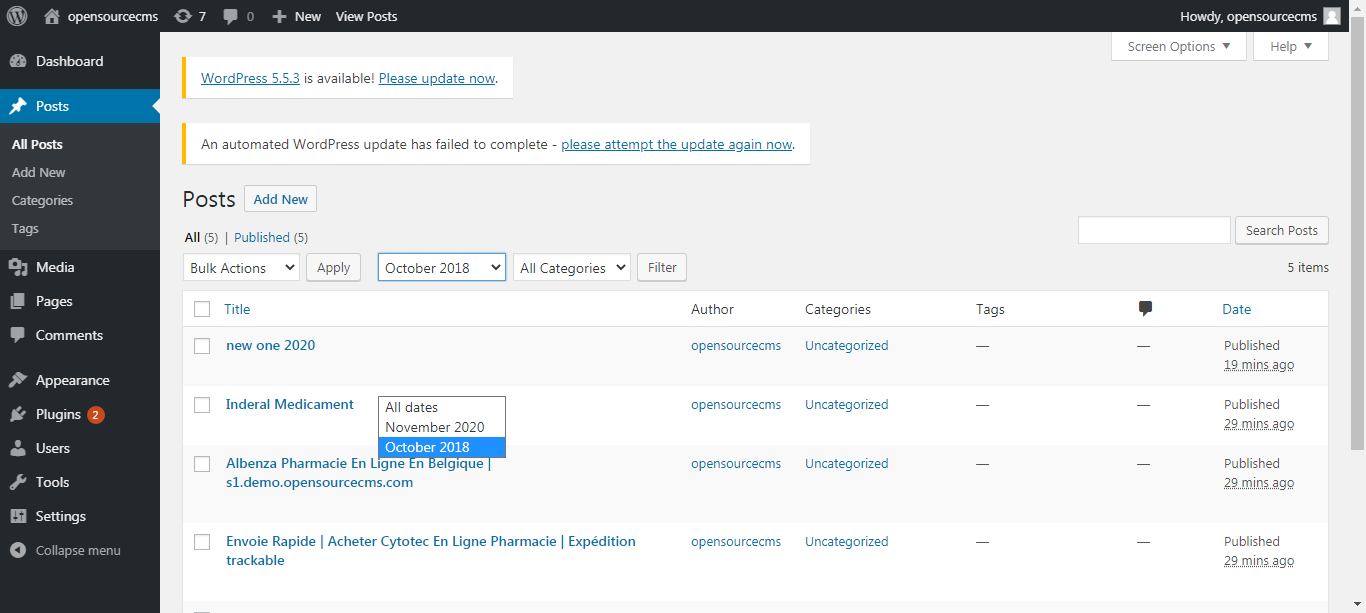 opensourcecms 7 0 New View Posts Howdy, opensourcecms
Screen Options Help
Dashboard
Posts
All Posts
Add New
Categories
Tags
Media
Pages
Comments
Appearance
Plugins 2
Users
Tools
Settings
Collapse menu
WordPress 5.5.3 is available! Please update now.
An automated WordPress update has failed to complete - please attempt the update again now.
Posts Add New
All (5) | Published (5)
Search Posts
Bulk Actions Apply October 2018 All Categories Filter 5 items
Title Author Categories Tags Date
new one 2020 opensourcecms Uncategorized — — Published
19 mins ago
Inderal Medicament opensourcecms Uncategorized — — Published
29 mins ago
All dates
November 2020
October 2018
Albenza Pharmacie En Ligne En Belgique | opensourcecms Uncategorized — — Published
s1.demo.opensourcecms.com 29 mins ago
Envoie Rapide | Acheter Cytotec En Ligne Pharmacie | Expédition opensourcecms Uncategorized — — Published
trackable 29 mins ago